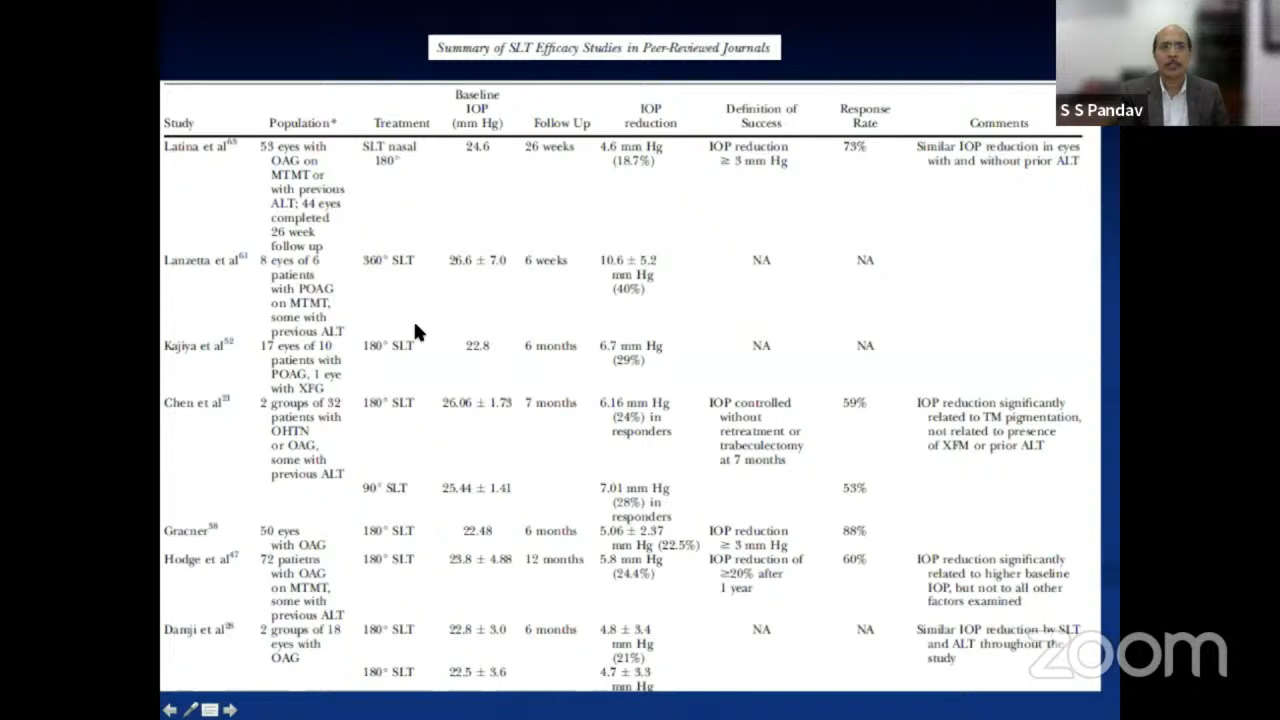 Summary of SLT Efficacy Studies in Peer-Reviewed Journals
S S Pandav
Study Population* Treatment Baseline IOP (mm Hg) Follow Up IOP reduction Definition of Success Response Rate Comments
Latina et al63 53 eyes with SLT nasal 24.6 26 weeks 4.6 mm Hg IOP reduction 73% Similar IOP reduction in eyes
OAG on 180° (18.7%) ≥ 3 mm Hg with and without prior ALT
MTMT or
with previous
ALT; 44 eyes
completed
26 week
follow up
Lanzetta et al61 8 eyes of 6 360° SLT 26.6 ± 7.0 6 weeks 10.6 ± 5.2 NA NA
patients mm Hg
with POAG (40%)
on MTMT,
some with
previous ALT
Kajiya et al52 17 eyes of 10 180° SLT 22.8 6 months 6.7 mm Hg NA NA
patients with (29%)
POAG, 1 eye
with XFG
Chen et al21 2 groups of 32 180° SLT 26.06 ± 1.73 7 months 6.16 mm Hg IOP controlled 59% IOP reduction significantly
patients with (24%) in without related to TM pigmentation,
OHTN responders retreatment or not related to presence
or OAG, trabeculectomy of XFM or prior ALT
some with at 7 months
previous ALT
90° SLT 25.44 ± 1.41 7.01 mm Hg 53%
(28%) in
responders
Gracner38 50 eyes 180° SLT 22.48 6 months 5.06 ± 2.37 IOP reduction 88%
with OAG mm Hg (22.5%) ≥ 3 mm Hg
Hodge et al47 72 patietns 180° SLT 23.8 ± 4.88 12 months 5.8 mm Hg IOP reduction of 60% IOP reduction significantly
with OAG (24.4%) ≥20% after related to higher baseline
on MTMT, 1 year IOP, but not to all other
some with factors examined
previous ALT
Damji et al 2 groups of 18 180° SLT 22.8 ± 3.0 6 months 4.8 ± 3.4 NA NA Similar IOP reduction by SLT
eyes with mm Hg and ALT throughout the
OAG (21%) study
180° SLT 22.5 ± 3.6 4.7 ± 3.3
mm Hg
zoom